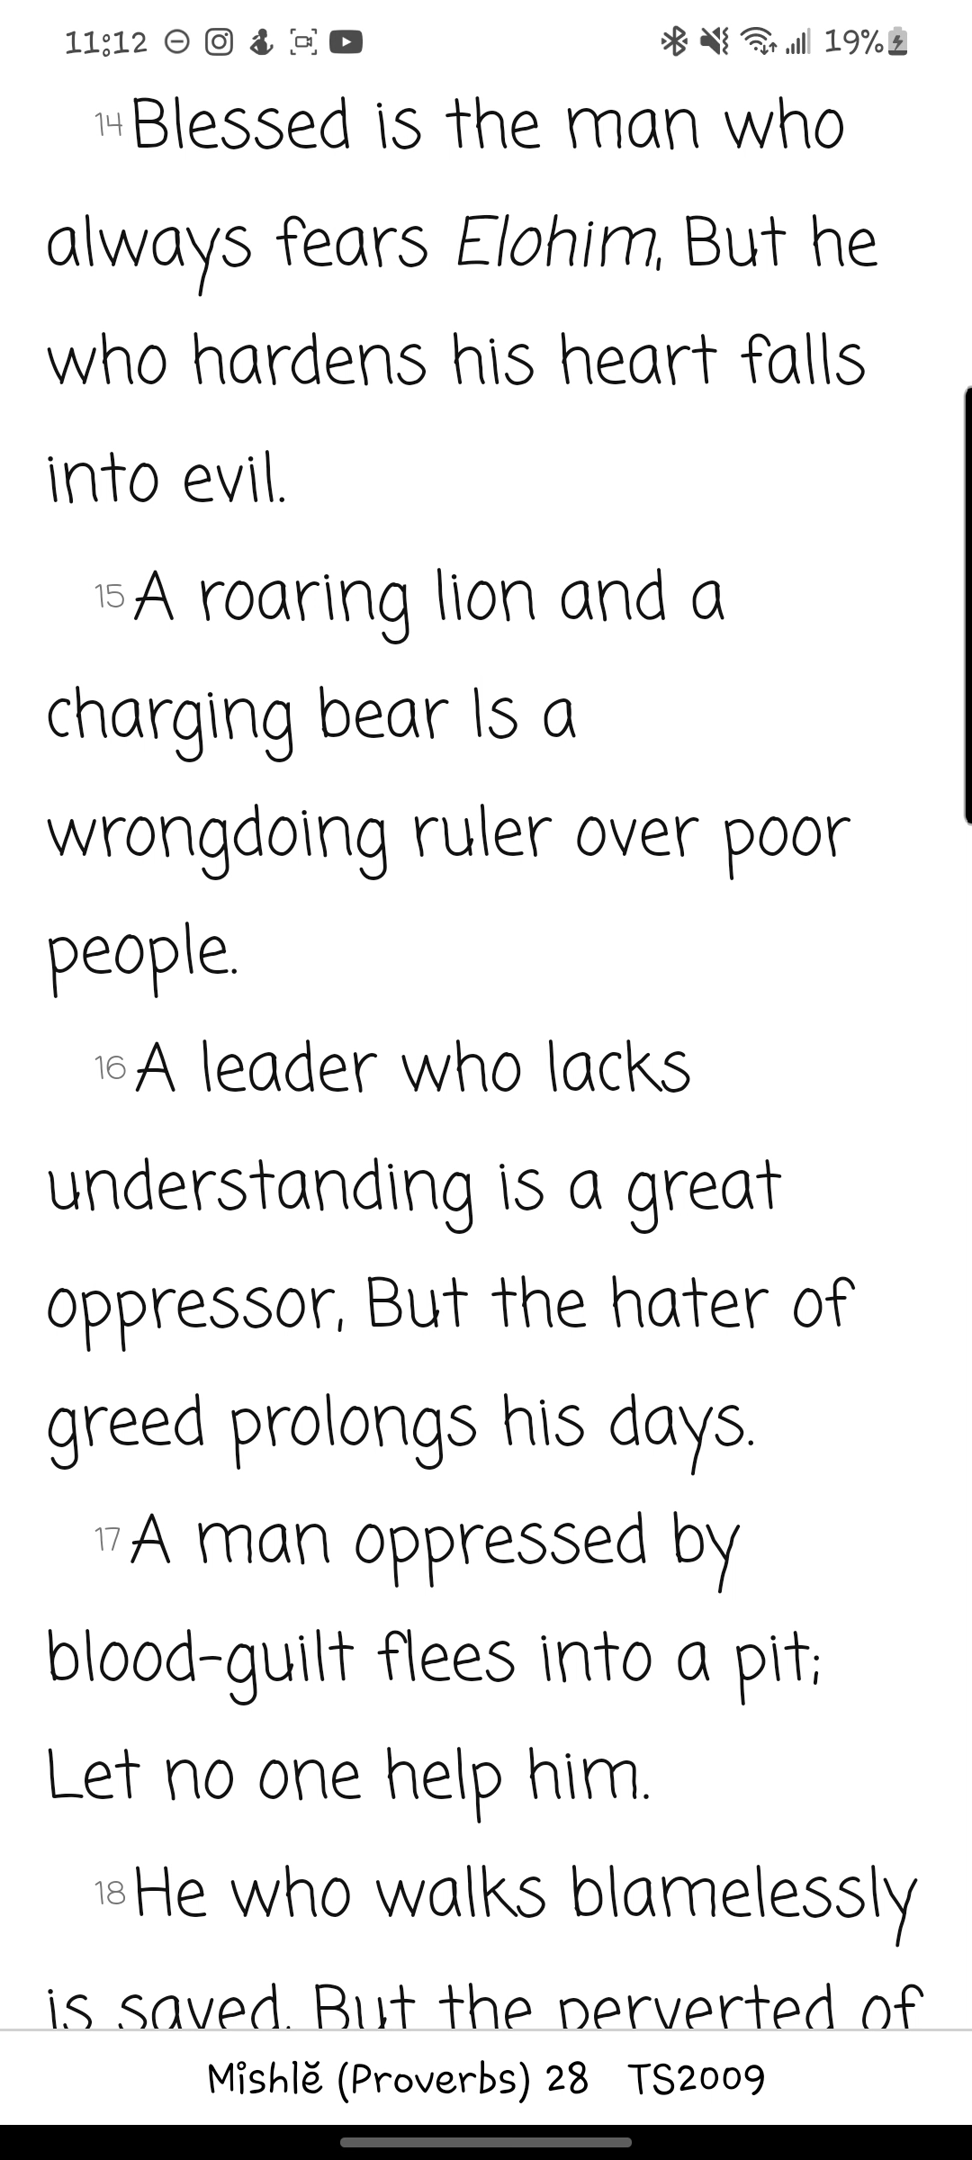 11:12 19%
14 Blessed is the man who
always fears Elohim, But he
who hardens his heart falls
into evil.
15 A roaring lion and a
charging bear Is a
wrongdoing ruler over poor
people.
16 A leader who lacks
understanding is a great
oppressor, But the hater of
greed prolongs his days.
17 A man oppressed by
blood-guilt flees into a pit;
Let no one help him.
18 He who walks blamelessly
is saved, But the perverted of
Mishlĕ (Proverbs) 28 TS2009